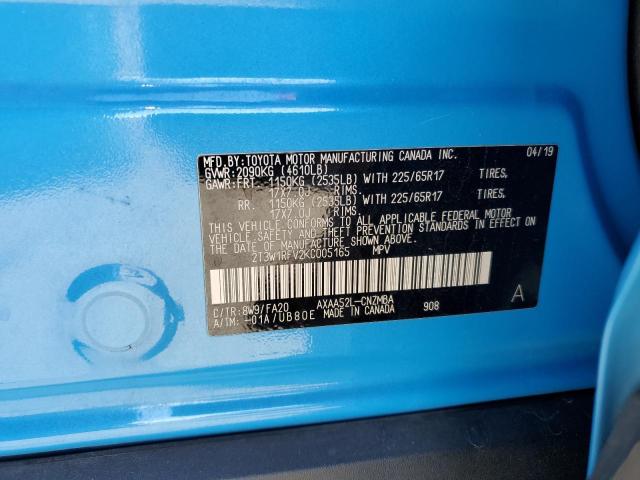 MFD.BY:TOYOTA MOTOR MANUFACTURING CANADA INC. 04/19
GVWR:2090KG (4610LB)
GAWR:FRT. 1150KG (2535LB) WITH 225/65R17 TIRES,
17X7.0J RIMS.
RR. 1150KG (2535LB) WITH 225/65R17 TIRES,
17X7.0J RIMS.
THIS VEHICLE CONFORMS TO ALL APPLICABLE FEDERAL MOTOR
VEHICLE SAFETY AND THEFT PREVENTION STANDARDS IN EFFECT ON
THE DATE OF MANUFACTURE SHOWN ABOVE.
2T3W1RFV2KC005165 MPV
C/TR:8W9/FA20 AXAA52L-CNZMBA A
A/TM: -01A/UB80E MADE IN CANADA 908